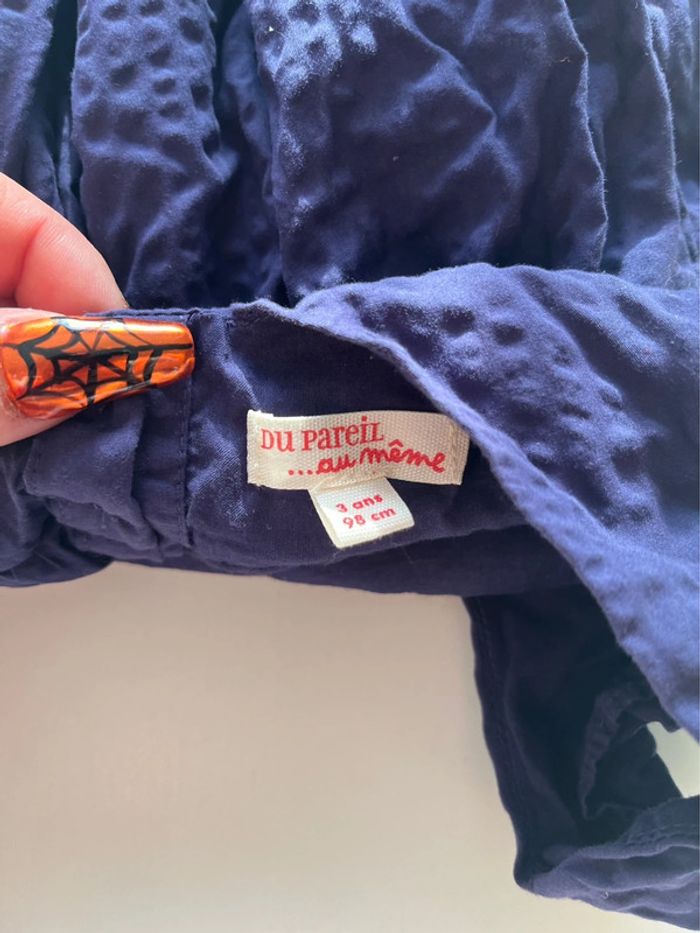 DU PAREIL
...au même
3 ans
98 cm